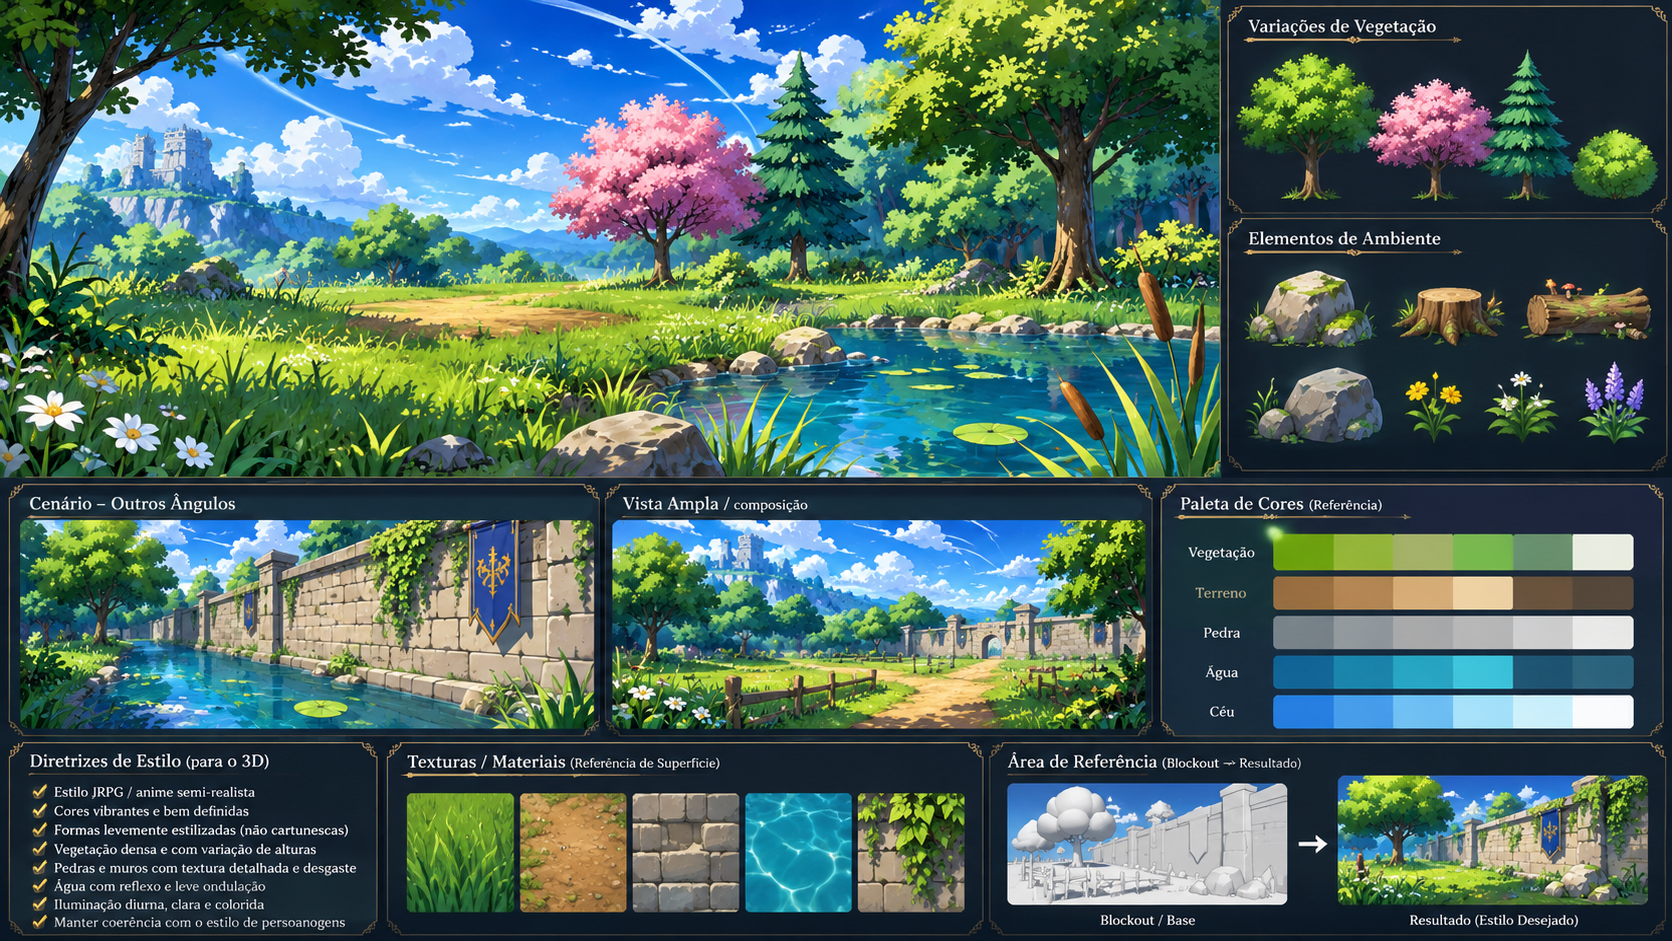 Variações de Vegetação
Elementos de Ambiente
Cenário – Outros Ângulos
Vista Ampla / composição
Paleta de Cores (Referência)
Vegetação
Terreno
Pedra
Água
Céu
Diretrizes de Estilo (para o 3D)
Estilo JRPG / anime semi-realista
Cores vibrantes e bem definidas
Formas levemente estilizadas (não cartunescas)
Vegetação densa e com variação de alturas
Pedras e muros com textura detalhada e desgaste
Água com reflexo e leve ondulação
Iluminação diurna, clara e colorida
Manter coerência com o estilo de persoanogens
Texturas / Materiais (Referência de Superfície)
Área de Referência (Blockout → Resultado)
Blockout / Base
Resultado (Estilo Desejado)